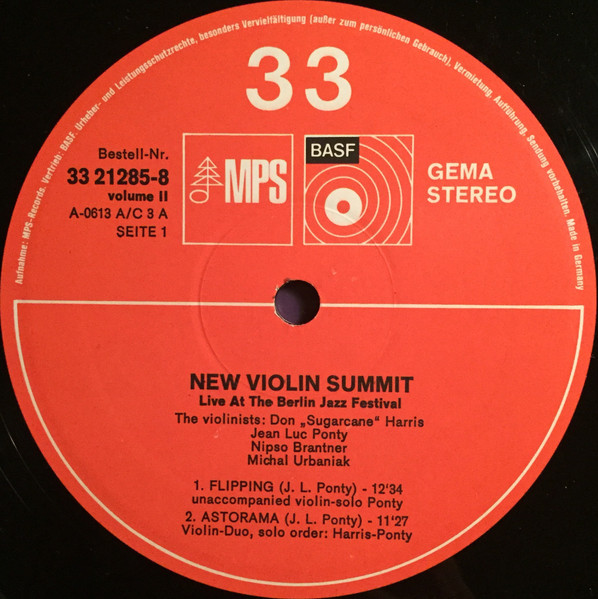 Aufnahme: MPS-Records. Vertrieb: BASF. Urheber- und Leistungsschutzrechte, besonders Vervielfältigung (außer zum persönlichen Gebrauch), Vermietung, Aufführung, Sendung vorbehalten. Made in Germany
33
Bestell-Nr.
33 21285-8
volume II
A-0613 A/C 3 A
SEITE 1
MPS
BASF
GEMA
STEREO
NEW VIOLIN SUMMIT
Live At The Berlin Jazz Festival
The violinists: Don „Sugarcane" Harris
Jean Luc Ponty
Nipso Brantner
Michal Urbaniak
1. FLIPPING (J. L. Ponty) - 12'34
unaccompanied violin-solo Ponty
2. ASTORAMA (J. L. Ponty) - 11'27
Violin-Duo, solo order: Harris-Ponty